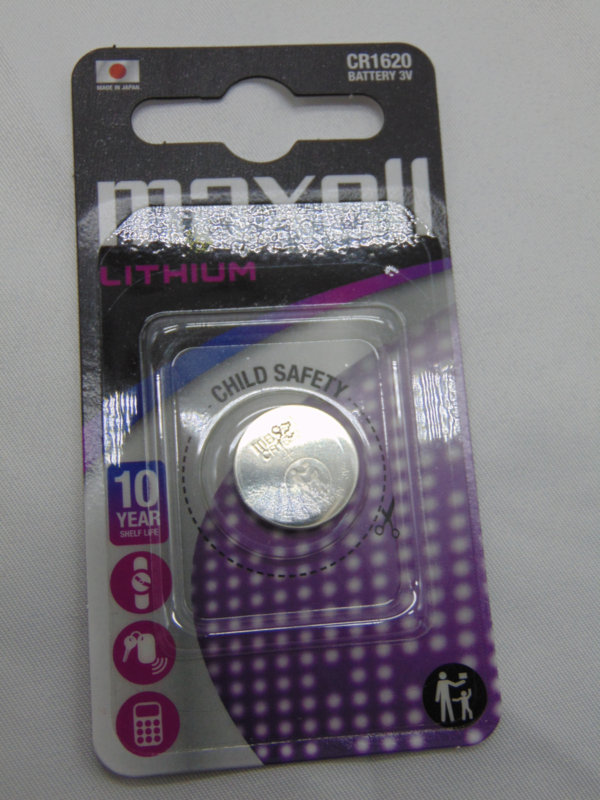 CR1620
BATTERY 3V
MADE IN JAPAN
maxell
LITHIUM
CHILD SAFETY
10
YEAR
SHELF LIFE